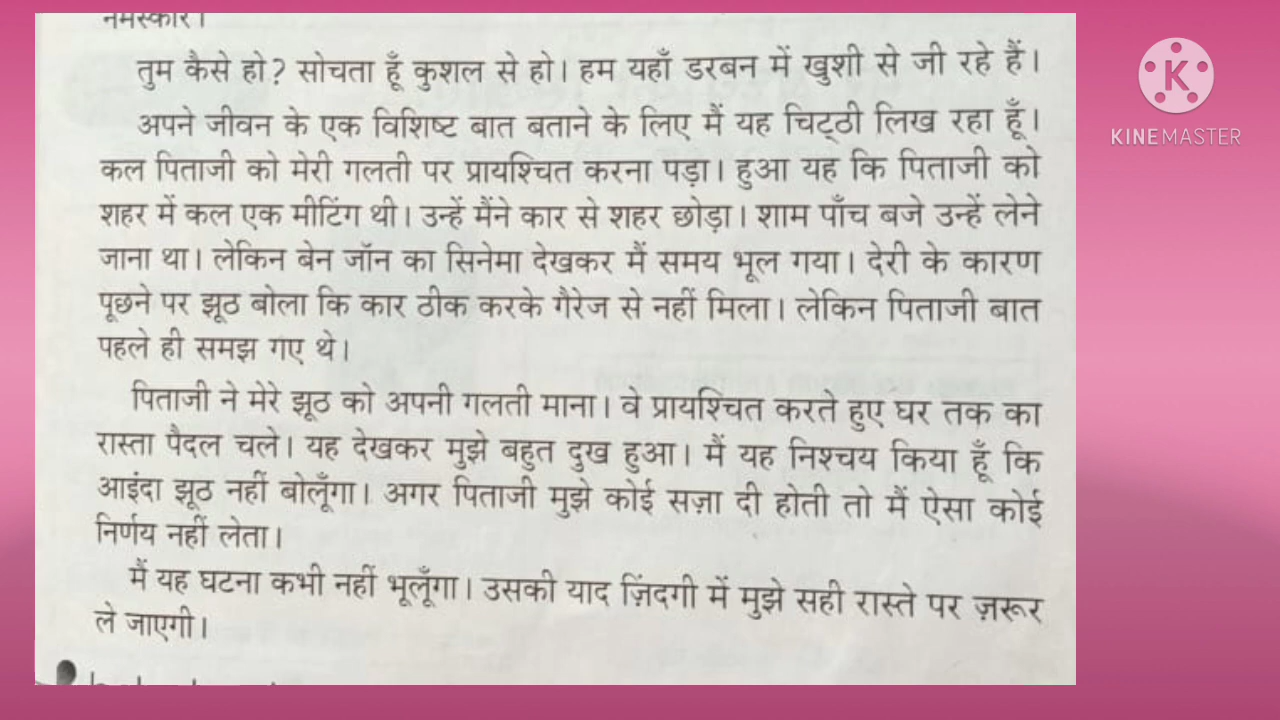 नमस्कार।
तुम कैसे हो? सोचता हूँ कुशल से हो। हम यहाँ डरबन में खुशी से जी रहे हैं।
अपने जीवन के एक विशिष्ट बात बताने के लिए मैं यह चिट्ठी लिख रहा हूँ।
कल पिताजी को मेरी गलती पर प्रायश्चित करना पड़ा। हुआ यह कि पिताजी को
शहर में कल एक मीटिंग थी। उन्हें मैंने कार से शहर छोड़ा। शाम पाँच बजे उन्हें लेने
जाना था। लेकिन बेन जॉन का सिनेमा देखकर मैं समय भूल गया। देरी के कारण
पूछने पर झूठ बोला कि कार ठीक करके गैरेज से नहीं मिला। लेकिन पिताजी बात
पहले ही समझ गए थे।
पिताजी ने मेरे झूठ को अपनी गलती माना। वे प्रायश्चित करते हुए घर तक का
रास्ता पैदल चले। यह देखकर मुझे बहुत दुख हुआ। मैं यह निश्चय किया हूँ कि
आइंदा झूठ नहीं बोलूँगा। अगर पिताजी मुझे कोई सज़ा दी होती तो मैं ऐसा कोई
निर्णय नहीं लेता।
मैं यह घटना कभी नहीं भूलूँगा। उसकी याद ज़िंदगी में मुझे सही रास्ते पर ज़रूर
ले जाएगी।
K
KINEMASTER